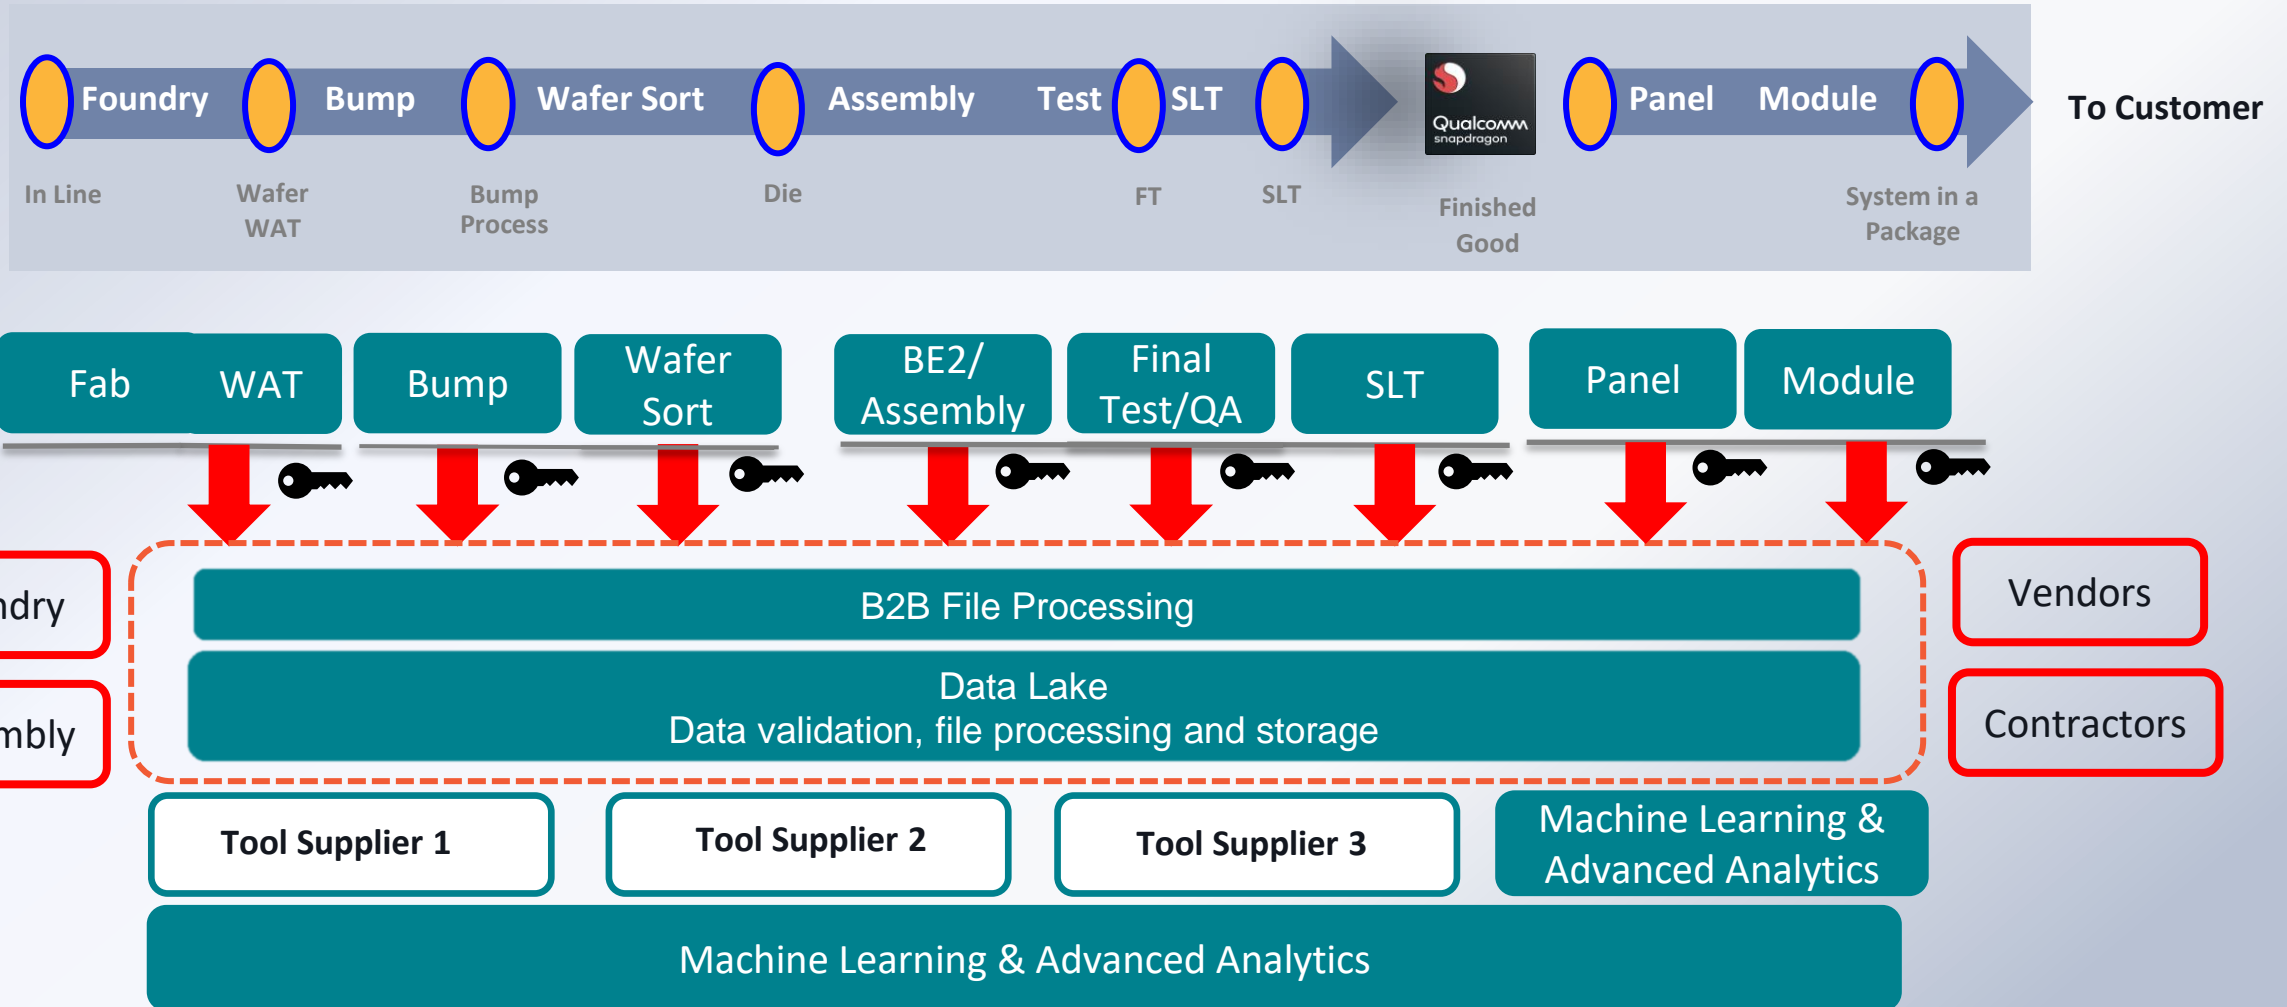 Foundry
Bump
Wafer Sort
Assembly
Test
SLT
Qualcomm
snapdragon
Panel
Module
To Customer
In Line
Wafer
WAT
Bump
Process
Die
FT
SLT
Finished
Good
System in a
Package
Fab
WAT
Bump
Wafer
Sort
BE2/
Assembly
Final
Test/QA
SLT
Panel
Module
ndry
mbly
B2B File Processing
Data Lake
Data validation, file processing and storage
Vendors
Contractors
Tool Supplier 1
Tool Supplier 2
Tool Supplier 3
Machine Learning &
Advanced Analytics
Machine Learning & Advanced Analytics